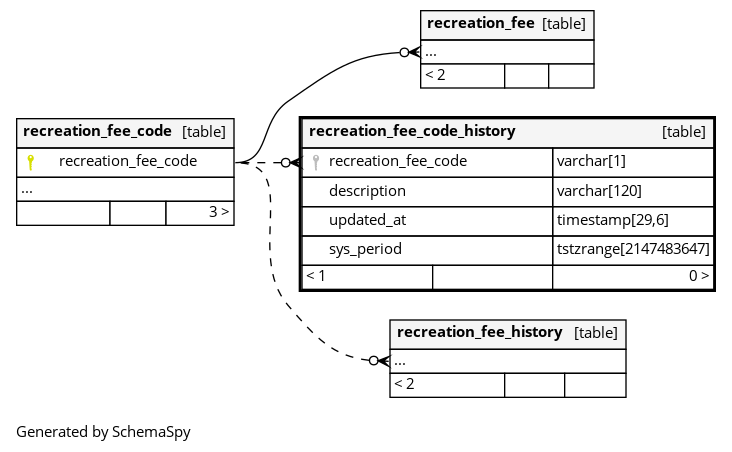 recreation_fee [table]
...
< 2
recreation_fee_code [table]
recreation_fee_code
...
3 >
recreation_fee_code_history [table]
recreation_fee_code varchar[1]
description varchar[120]
updated_at timestamp[29,6]
sys_period tstzrange[2147483647]
< 1 0 >
recreation_fee_history [table]
...
< 2
Generated by SchemaSpy